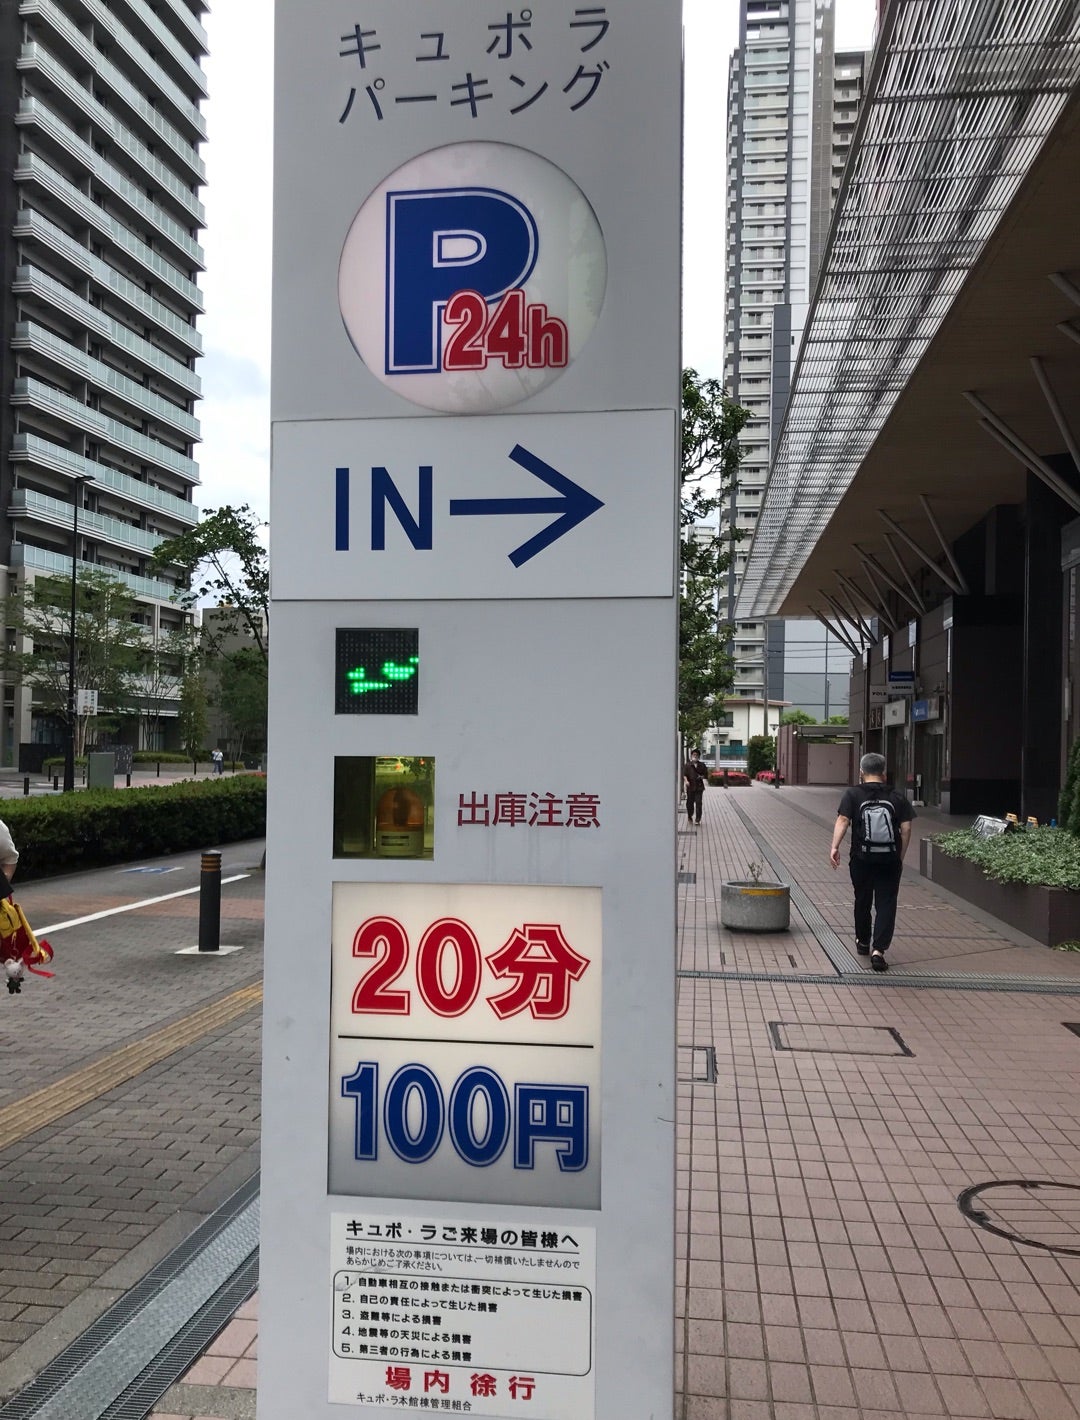 キュポラ
パーキング
P
24h
IN→
出庫注意
20分
100円
キュポ・ラご来場の皆様へ
場内における次の事項については、一切補償いたしませんので
あらかじめご了承ください。
1. 自動車相互の接触または衝突によって生じた損害
2. 自己の責任によって生じた損害
3. 盗難等による損害
4. 地震等の天災による損害
5. 第三者の行為による損害
場内 徐行
キュポ・ラ本館棟管理組合